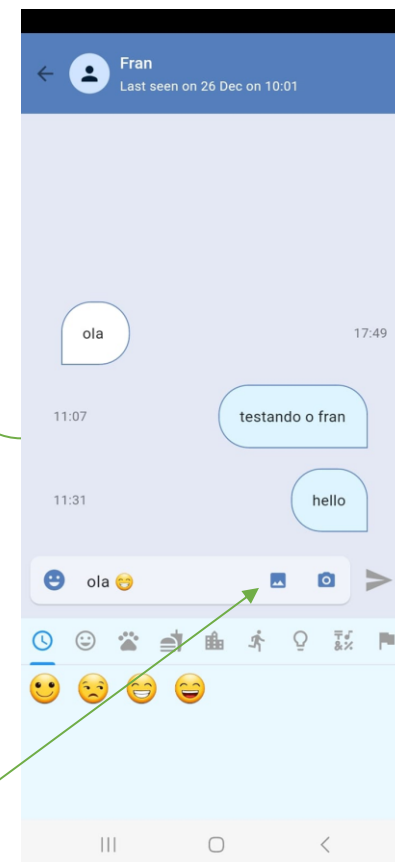 Fran
Last seen on 26 Dec on 10:01
ola
17:49
11:07
testando o fran
11:31
hello
ola 😁